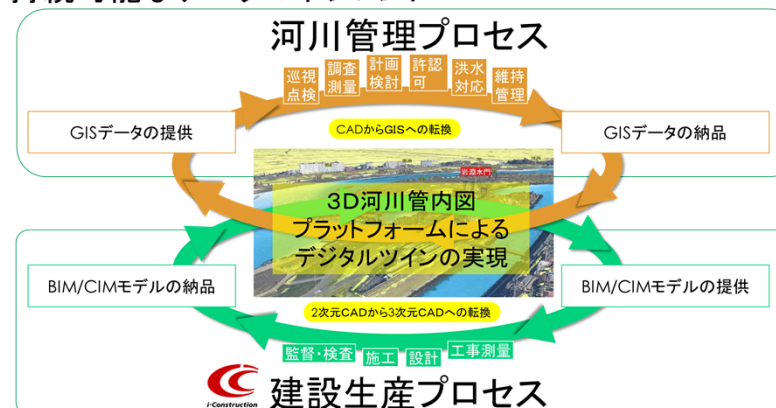 河川管理プロセス
巡視
点検
調査
測量
計画
検討
許認
可
洪水
対応
維持
管理
GISデータの提供
CADからGISへの転換
GISデータの納品
岩淵水門
3D河川管内図
プラットフォームによる
デジタルツインの実現
BIM/CIMモデルの納品
BIM/CIMモデルの提供
2次元CADから3次元CADへの転換
監督・検査
施工
設計
工事測量
i-Construction
建設生産プロセス